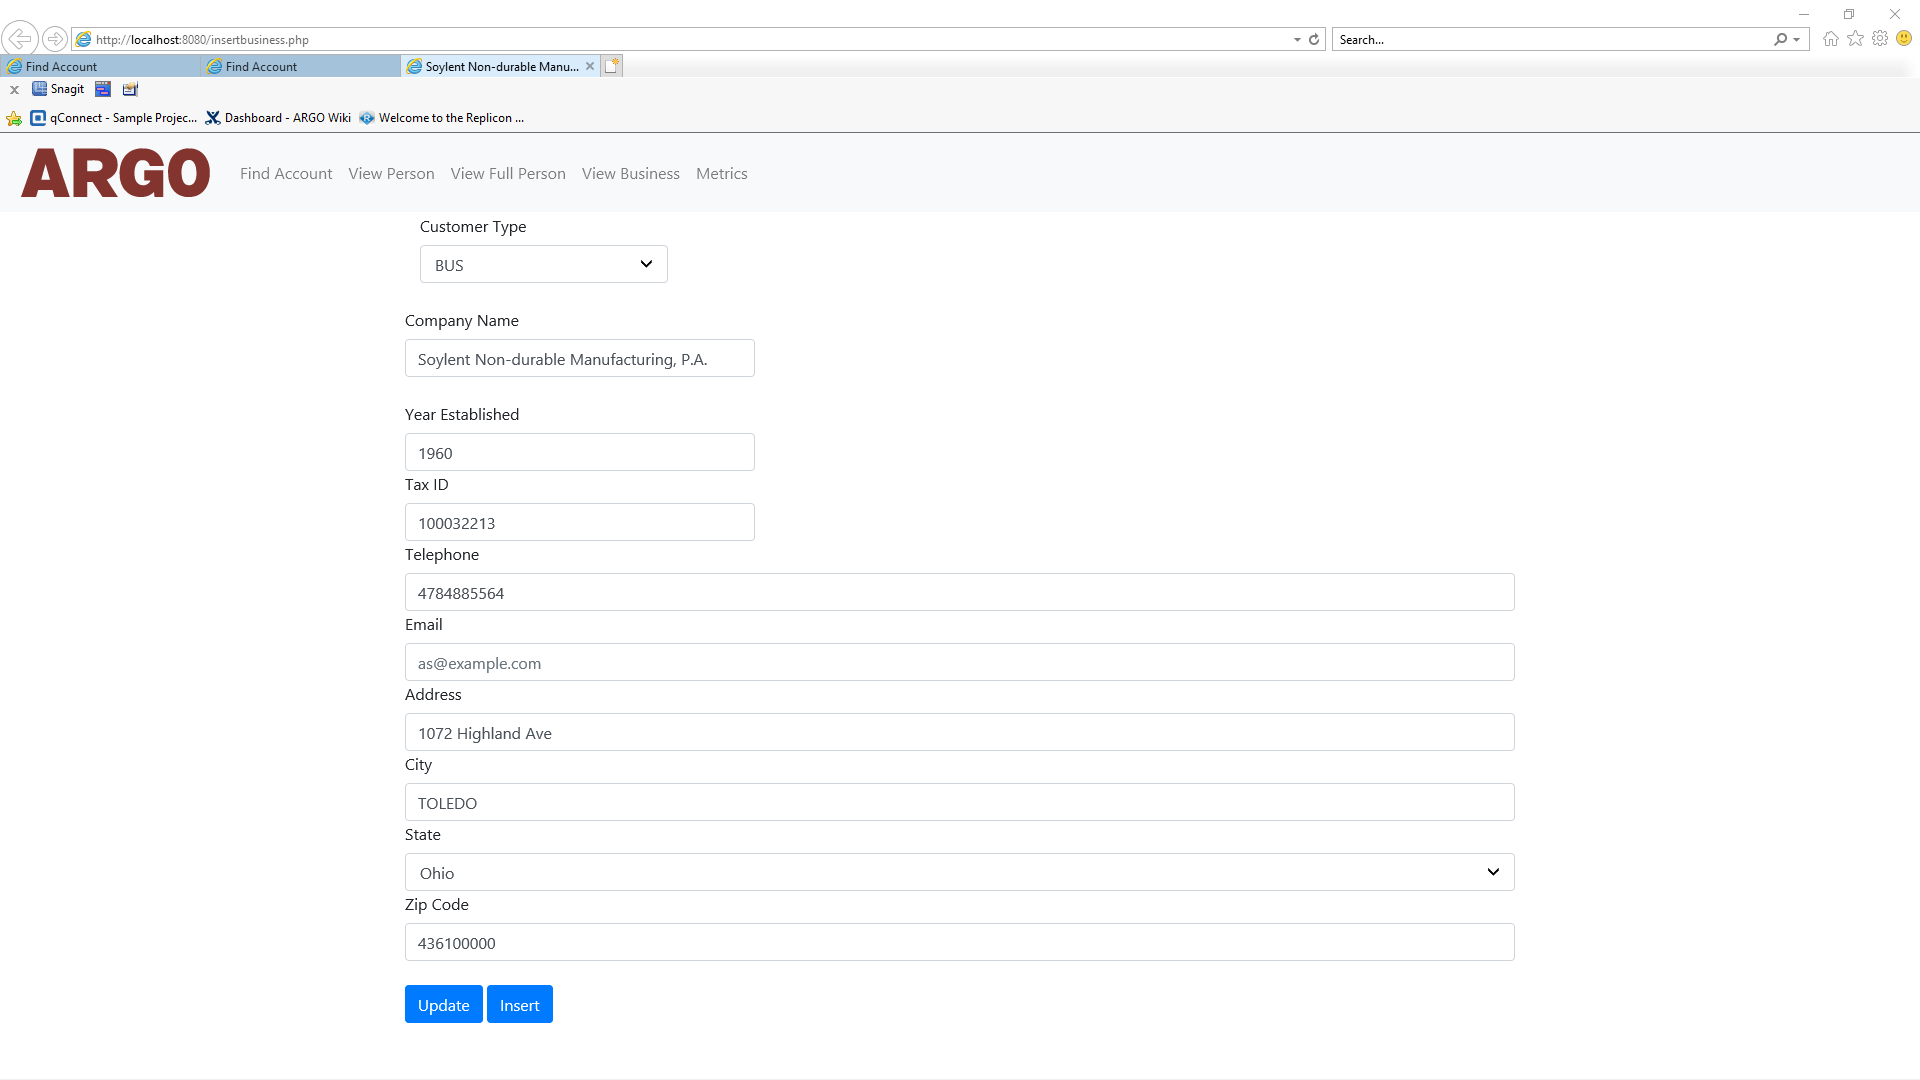 http://localhost:8080/insertbusiness.php
Search...
Find Account
Find Account
Soylent Non-durable Manu...
Snagit
qConnect - Sample Projec...
Dashboard - ARGO Wiki
Welcome to the Replicon ...
ARGO
Find Account
View Person
View Full Person
View Business
Metrics
Customer Type
BUS
Company Name
Soylent Non-durable Manufacturing, P.A.
Year Established
1960
Tax ID
100032213
Telephone
4784885564
Email
as@example.com
Address
1072 Highland Ave
City
TOLEDO
State
Ohio
Zip Code
436100000
Update
Insert